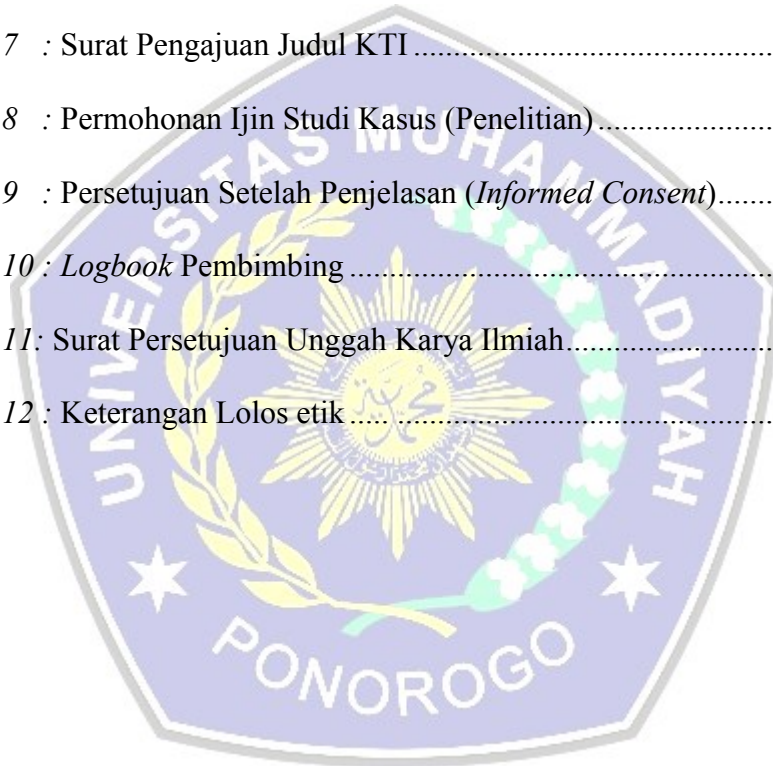 7 : Surat Pengajuan Judul KTI ..........................................
8 : Permohonan Ijin Studi Kasus (Penelitian) ......................
9 : Persetujuan Setelah Penjelasan (Informed Consent) .......
10 : Logbook Pembimbing ..................................................
11: Surat Persetujuan Unggah Karya Ilmiah ........................
12 : Keterangan Lolos etik ..... ............................................
UNIVERSITAS MUHAMMADIYAH
PONOROGO